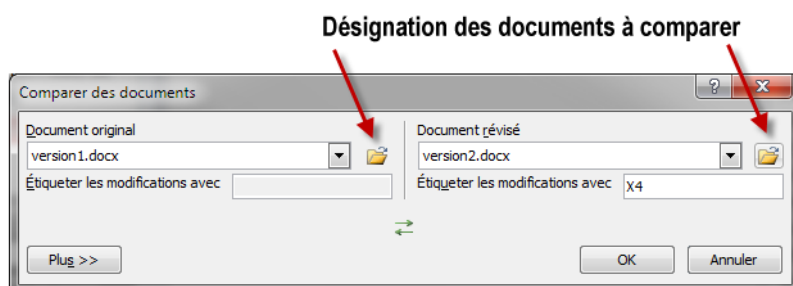 Désignation des documents à comparer
Comparer des documents
Document original
Document révisé
version1.docx
version2.docx
Étiqueter les modifications avec
Étiqueter les modifications avec X4
Plus >>
OK
Annuler